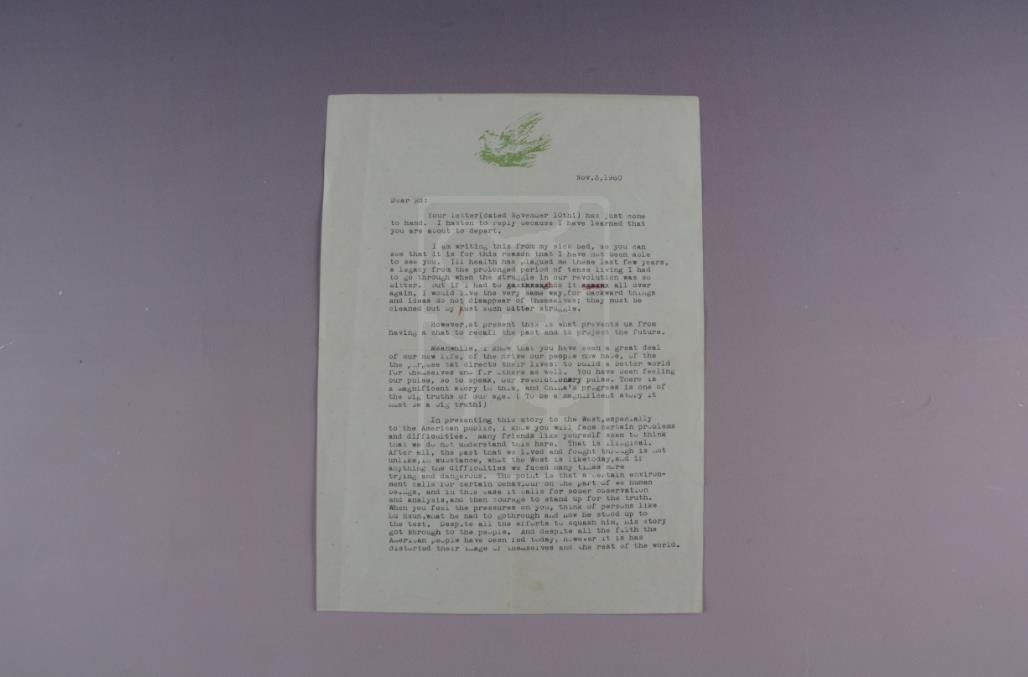 Nov.3,1960
Dear Ed:
Your letter(dated November 10th!) has just come
to hand. I hasten to reply because I have learned that
you are about to depart.
I am writing this from my sick bed, so you can
see that it is for this reason that I have not been able
to see you. Ill health has plagued me these last few years,
a legacy from the prolonged period of tense living I had
to go through when the struggle in our revolution was so
bitter. But if I had to do it all over
again, I would live the very same way,for backward things
and ideas do not disappear of themselves; they must be
cleaned out by just such bitter struggle.
However,at present this is what prevents us from
having a chat to recall the past and to project the future.
Meanwhile, I know that you have seen a great deal
of our new life, of the drive our people now have, of the
the purpose tat directs their lives: to build a better world
for themselves and for others as well. You have been feeling
our pulse, so to speak, our revolutionary pulse. There is
a magnificent story in this, and China's progress is one of
the big truths of our age. ( To be a magnificent story it
must be a big truth!)
In presenting this story to the West,especially
to the American public, I know you will face certain problems
and difficulties. Many friends like yourself seem to think
that we do not understand this here. That is illogical.
After all, the past that we lived and fought through is not
unlike,in substance, what the West is liketoday,and if
anything the difficulties we faced many times more
trying and dangerous. The point is that a certain environ-
ment calls for certain behaviour on the part of we human
beings, and in this case it calls for sober observation
and analysis,and then courage to stand up for the truth.
When you feel the pressures on you, think of persons like
Lu Hsun,what he had to gothrough and how he stood up to
the test. Despite all the efforts to squash him, his story
got through to the people. And despite all the filth the
American people have been fed today, however it is has
distorted their image of themselves and the rest of the world.